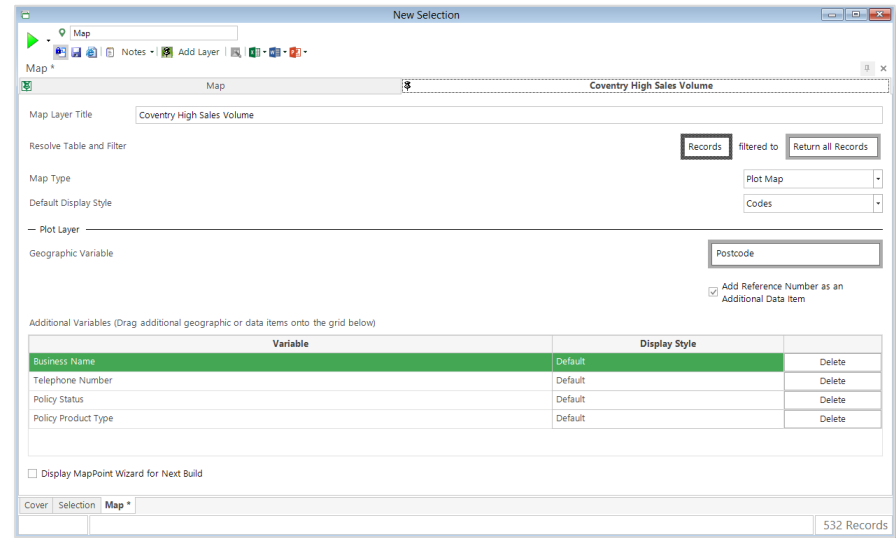 New Selection
Map
Notes
Add Layer
Map *
Map
Coventry High Sales Volume
Map Layer Title
Coventry High Sales Volume
Resolve Table and Filter
Records
filtered to
Return all Records
Map Type
Plot Map
Default Display Style
Codes
Plot Layer
Geographic Variable
Postcode
Add Reference Number as an
Additional Data Item
Additional Variables (Drag additional geographic or data items onto the grid below)
Variable
Display Style
Business Name
Default
Delete
Telephone Number
Default
Delete
Policy Status
Default
Delete
Policy Product Type
Default
Delete
Display MapPoint Wizard for Next Build
Cover
Selection
Map *
532 Records